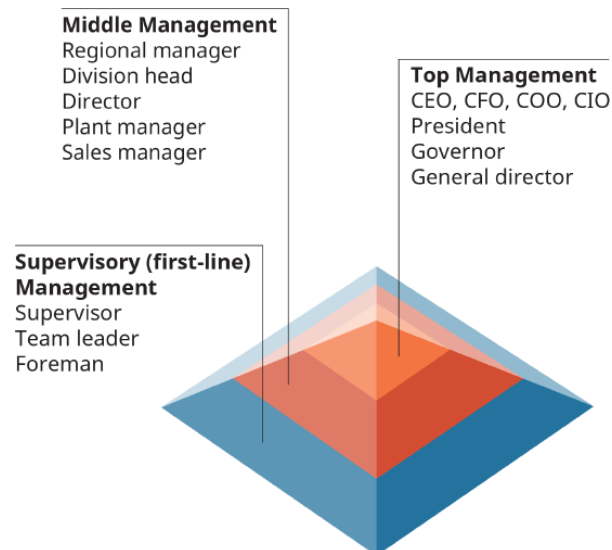 Middle Management
Regional manager
Division head
Director
Plant manager
Sales manager
Top Management
CEO, CFO, COO, CIO
President
Governor
General director
Supervisory (first-line)
Management
Supervisor
Team leader
Foreman